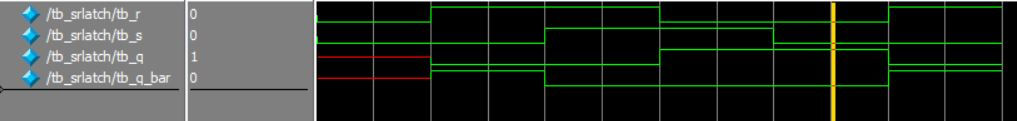 /tb_srlatch/tb_r 0
/tb_srlatch/tb_s 0
/tb_srlatch/tb_q 1
/tb_srlatch/tb_q_bar 0